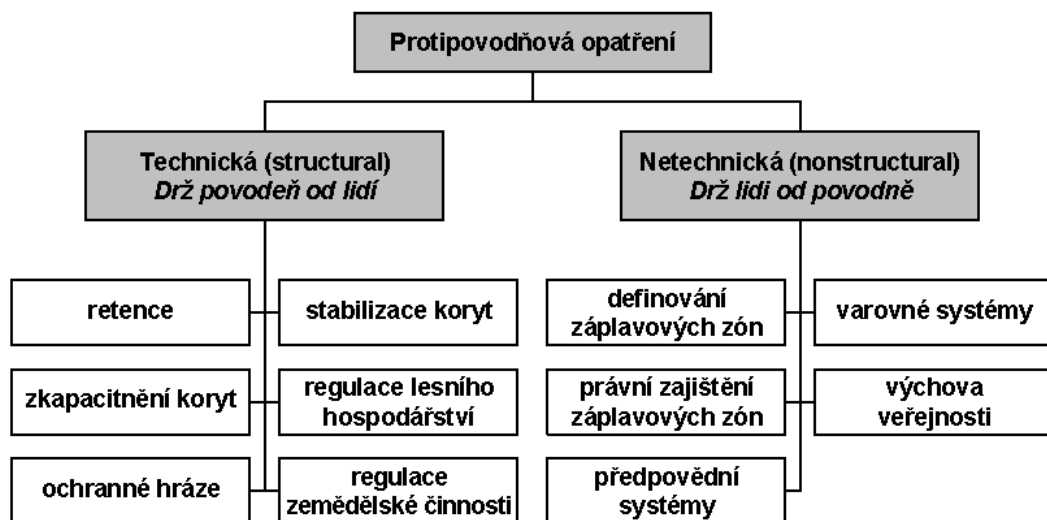 Protipovodňová opatření
Technická (structural)
Drž povodeň od lidí
Netechnická (nonstructural)
Drž lidi od povodně
retence
stabilizace koryt
definování
záplavových zón
varovné systémy
zkapacitnění koryt
regulace lesního
hospodářství
právní zajištění
záplavových zón
výchova
veřejnosti
ochranné hráze
regulace
zemědělské činnosti
předpovědní
systémy